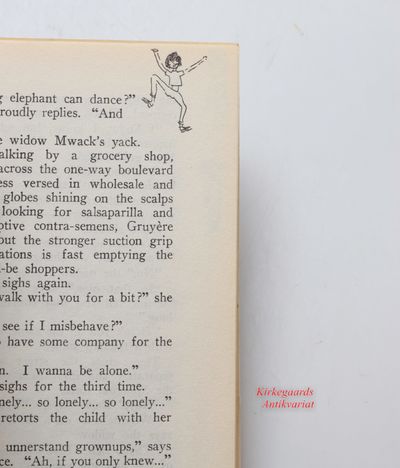 elephant can dance?"
roudly replies. "And
widow Mwack's yack.
alking by a grocery shop,
across the one-way boulevard
ess versed in wholesale and
globes shining on the scalps
looking for salsaparilla and
ptive contra-semens, Gruyère
out the stronger suction grip
ations is fast emptying the
-be shoppers.
sighs again.
walk with you for a bit?" she
see if I misbehave?"
have some company for the
n. I wanna be alone."
sighs for the third time.
nely... so lonely... so lonely..."
retorts the child with her
unnerstand grownups," says
ce. "Ah, if you only knew..."
Kirkegaards
Antikvariat